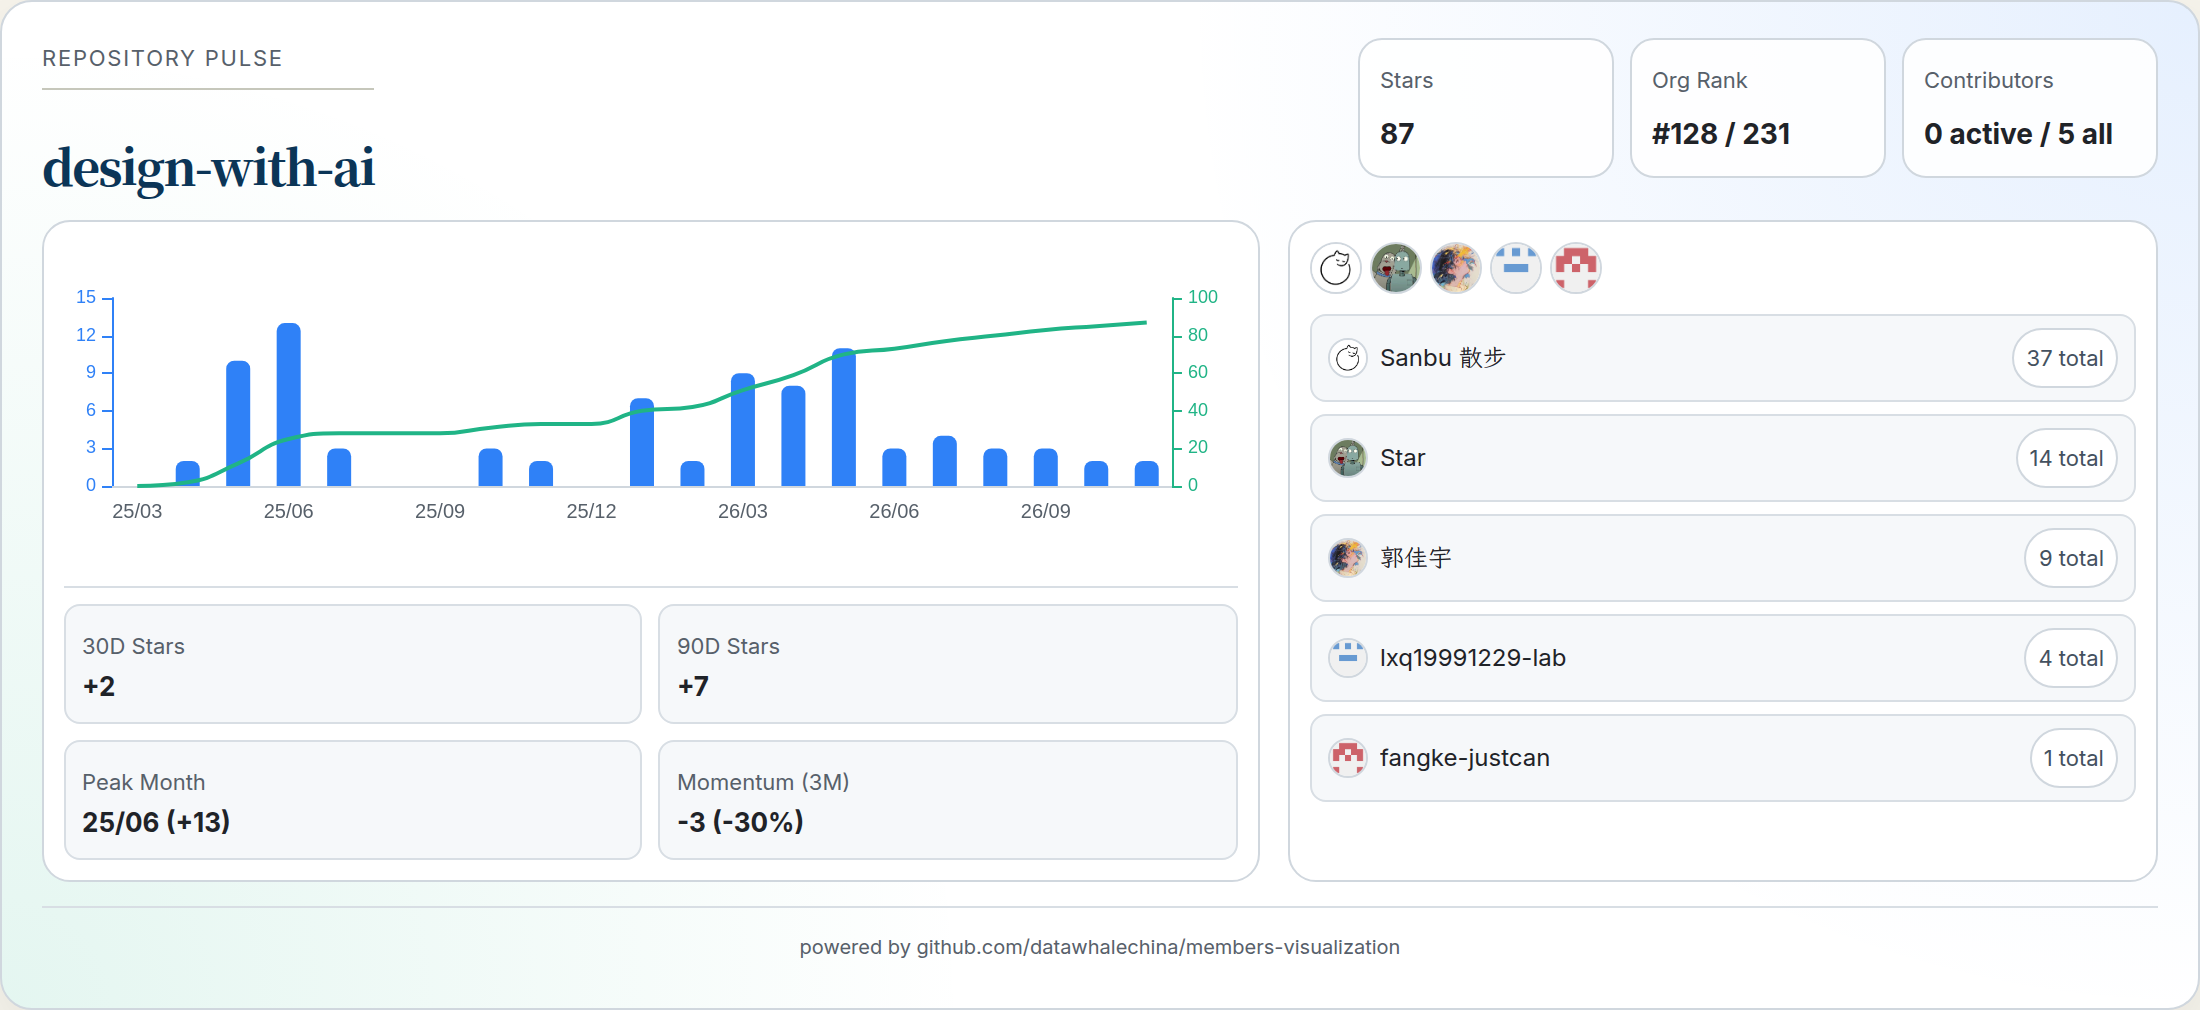 REPOSITORY PULSE
design-with-ai
Stars
87
Org Rank
#128 / 231
Contributors
0 active / 5 all
15
12
9
6
3
0
100
80
60
40
20
0
25/03 25/06 25/09 25/12 26/03 26/06 26/09
30D Stars
+2
90D Stars
+7
Peak Month
25/06 (+13)
Momentum (3M)
-3 (-30%)
Sanbu 散步 37 total
Star 14 total
郭佳宇 9 total
lxq19991229-lab 4 total
fangke-justcan 1 total
powered by github.com/datawhalechina/members-visualization